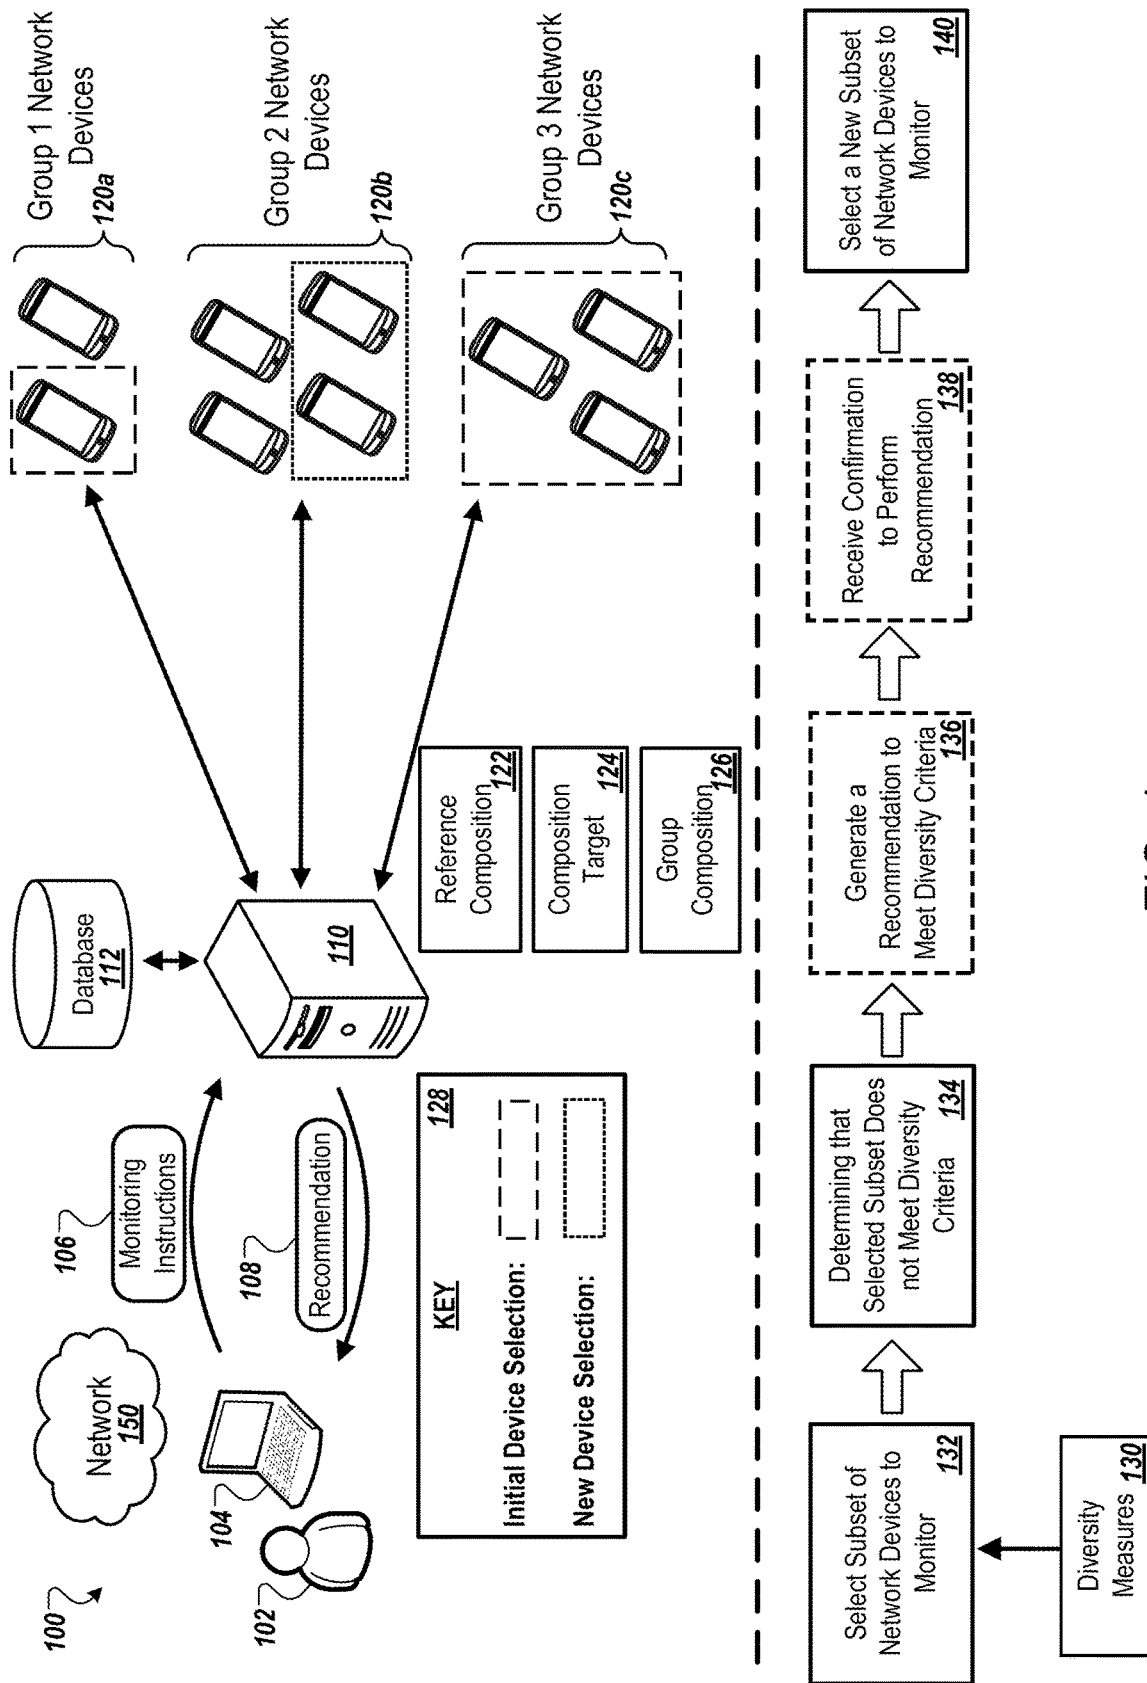 100
Network
150
102
104
106
Monitoring
Instructions
108
Recommendation
Database
112
110
Group 1 Network
Devices
120a
Group 2 Network
Devices
120b
Group 3 Network
Devices
120c
KEY
128
Initial Device Selection:
New Device Selection:
Reference
Composition
122
Composition
Target
124
Group
Composition
126
Diversity
Measures
130
Select Subset of
Network Devices to
Monitor
132
Determining that
Selected Subset Does
not Meet Diversity
Criteria
134
Generate a
Recommendation to
Meet Diversity Criteria
136
Receive Confirmation
to Perform
Recommendation
138
Select a New Subset
of Network Devices to
Monitor
140